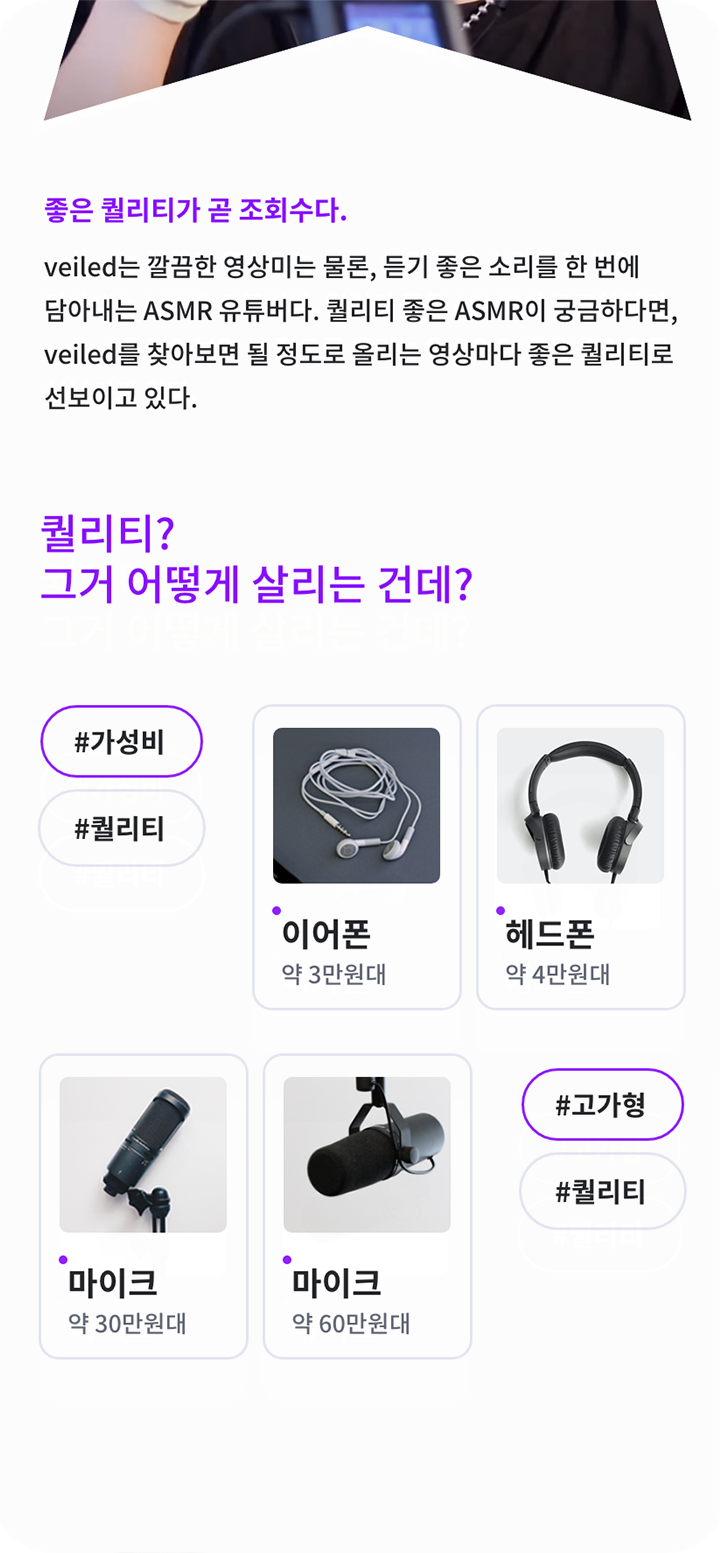 좋은 퀄리티가 곧 조회수다.
veiled는 깔끔한 영상미는 물론, 듣기 좋은 소리를 한 번에
담아내는 ASMR 유튜버다. 퀄리티 좋은 ASMR이 궁금하다면,
veiled를 찾아보면 될 정도로 올리는 영상마다 좋은 퀄리티로
선보이고 있다.
퀄리티?
그거 어떻게 살리는 건데?
#가성비
#퀄리티
이어폰
약 3만원대
헤드폰
약 4만원대
마이크
약 30만원대
마이크
약 60만원대
#고가형
#퀄리티